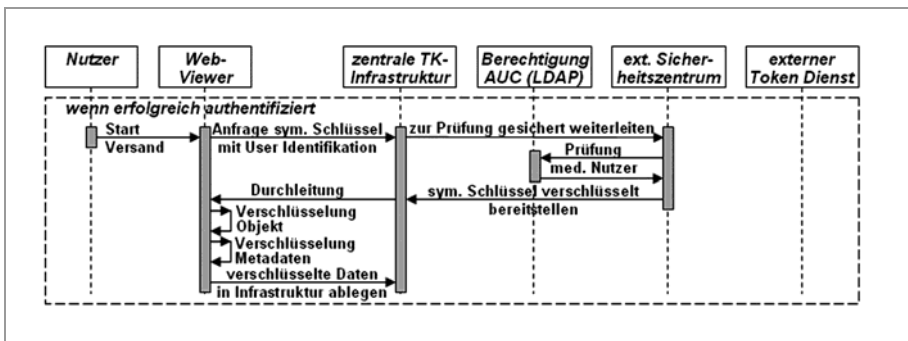 Nutzer
Web-
Viewer
zentrale TK-
Infrastruktur
Berechtigung
AUC (LDAP)
ext. Sicher-
heitszentrum
externer
Token Dienst
wenn erfolgreich authentifiziert
Start
Versand
Anfrage sym. Schlüssel
mit User Identifikation
zur Prüfung gesichert weiterleiten
Prüfung
med. Nutzer
Durchleitung
sym. Schlüssel verschlüsselt
bereitstellen
Verschlüsselung
Objekt
Verschlüsselung
Metadaten
verschlüsselte Daten
in Infrastruktur ablegen